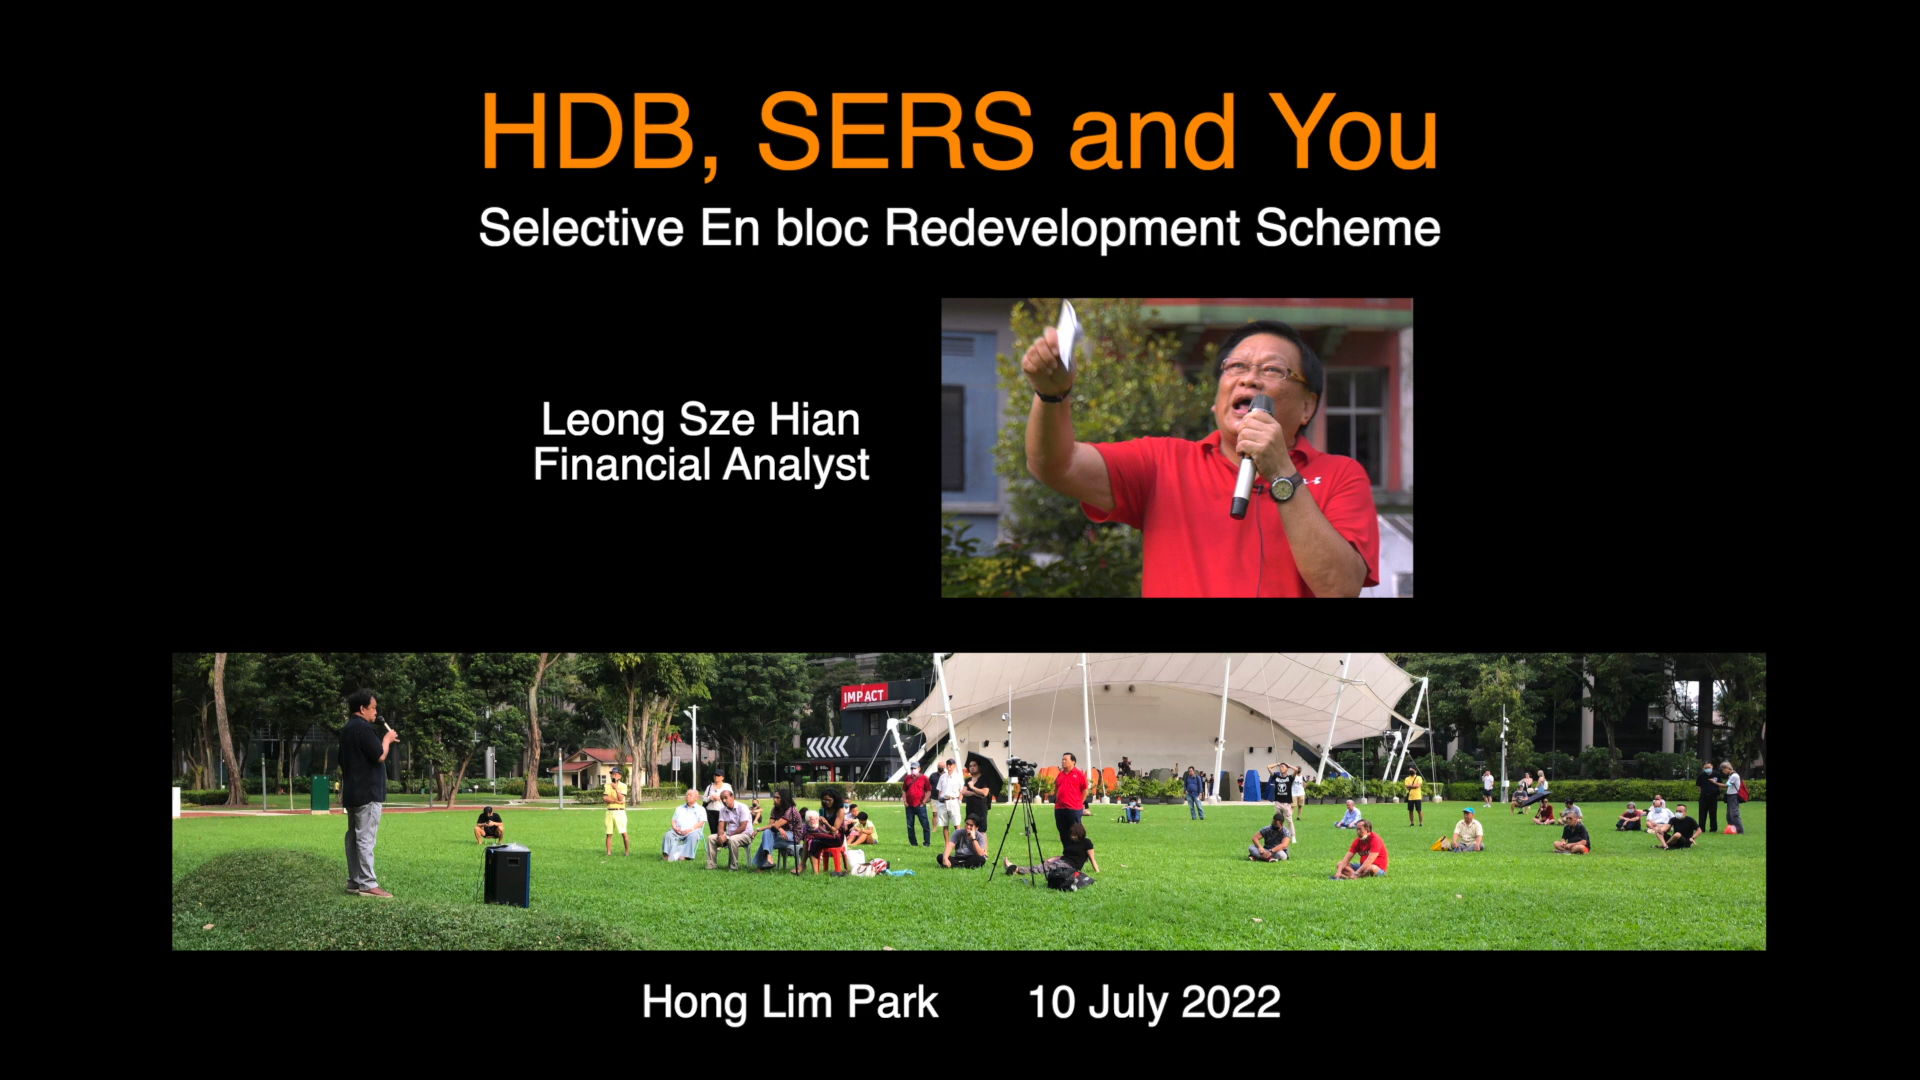 HDB, SERS and You
Selective En bloc Redevelopment Scheme
Leong Sze Hian
Financial Analyst
IMPACT
Hong Lim Park 10 July 2022